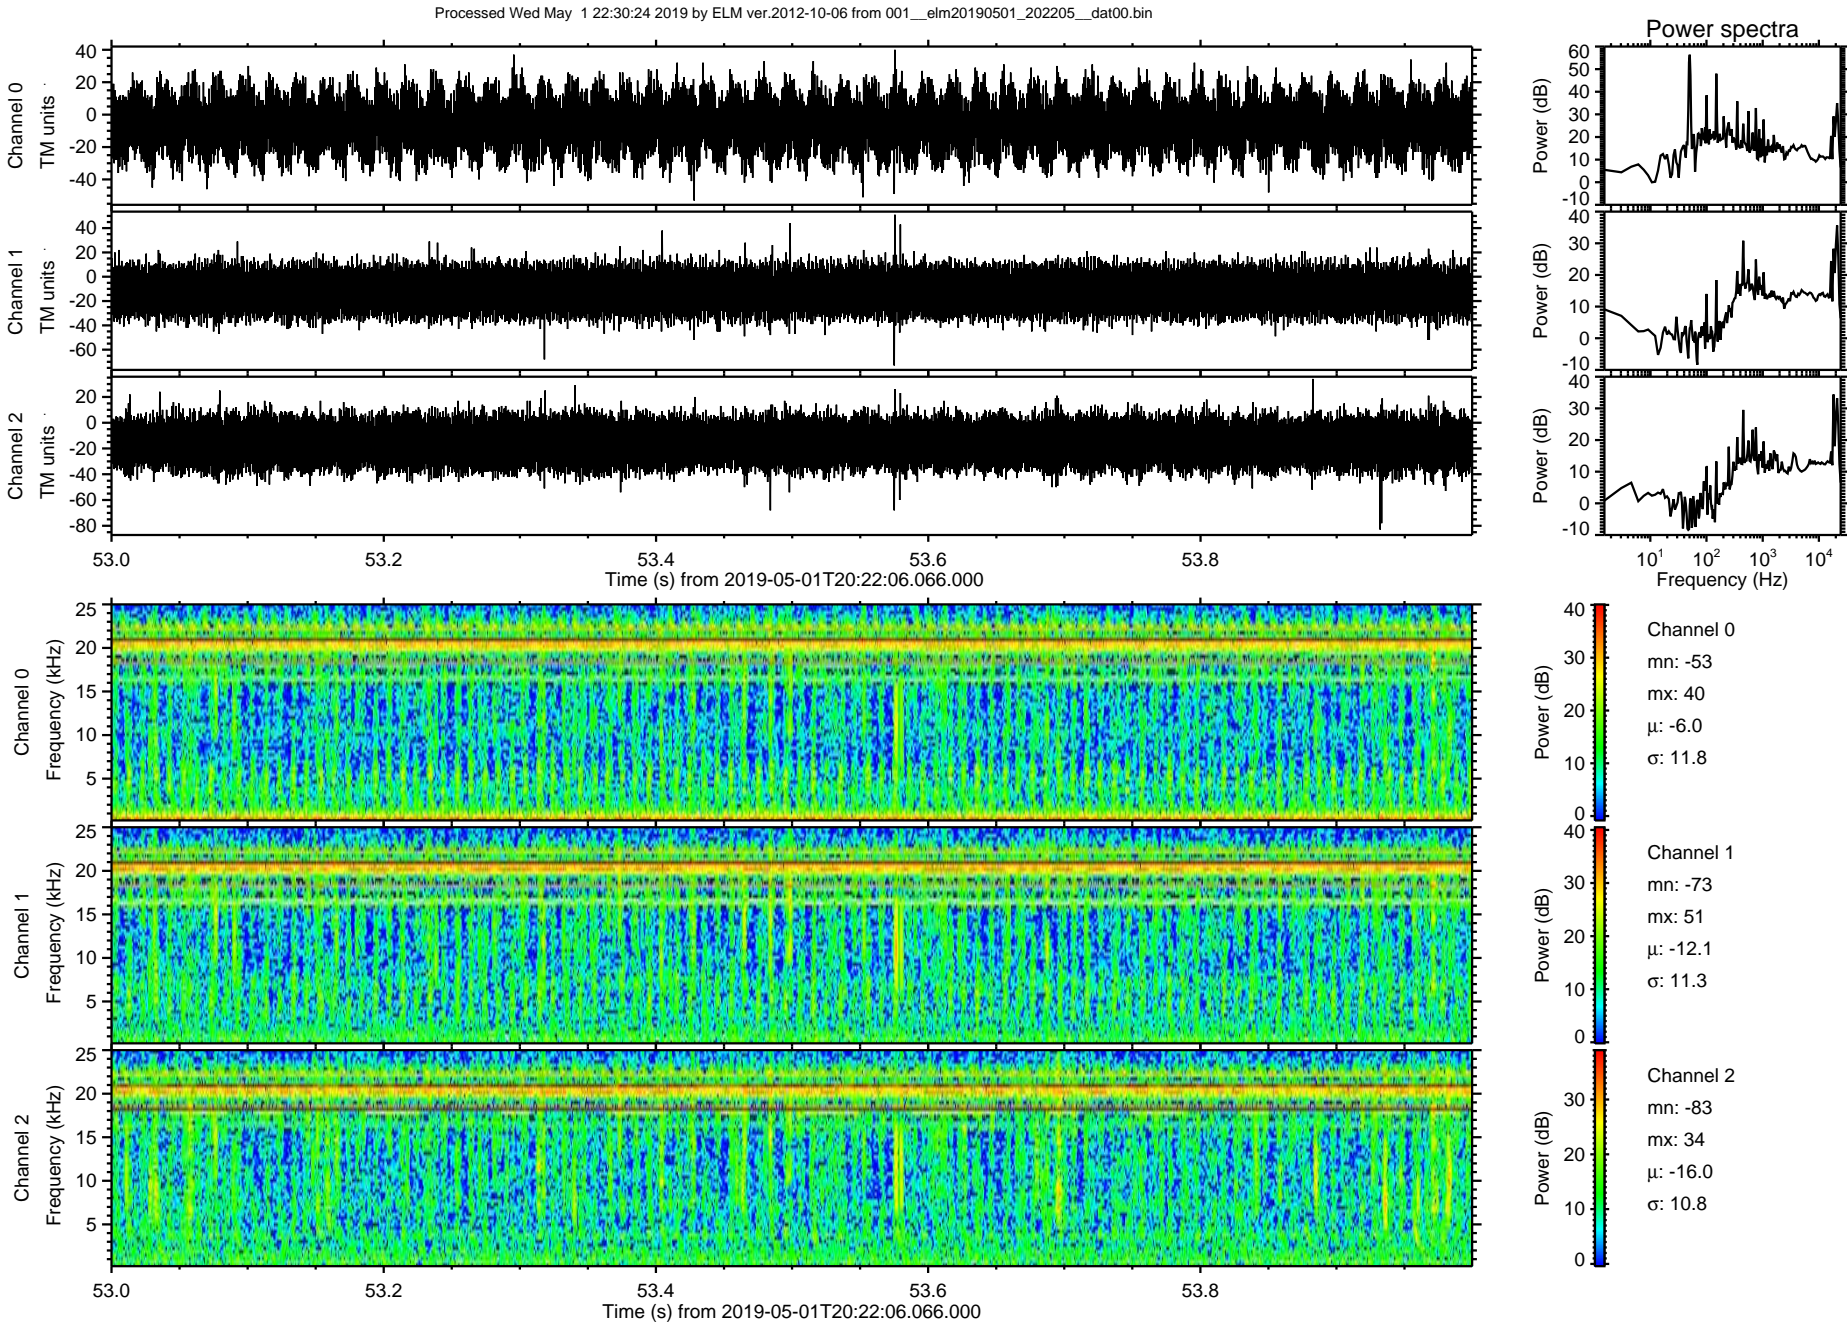 Processed Wed May  1 22:30:24 2019 by ELM ver.2012-10-06 from 001__elm20190501_202205__dat00.bin
Power spectra
Channel 0
TM units
40
20
0
-20
-40
Power (dB)
60
50
40
30
20
10
0
-10
Channel 1
TM units
40
20
0
-20
-40
-60
Power (dB)
40
30
20
10
0
-10
Channel 2
TM units
20
0
-20
-40
-60
-80
Power (dB)
40
30
20
10
0
-10
53.0 53.2 53.4 53.6 53.8
Time (s) from 2019-05-01T20:22:06.066.000
10^1 10^2 10^3 10^4
Frequency (Hz)
Channel 0
Frequency (kHz)
25
20
15
10
5
Power (dB)
40
30
20
10
0
Channel 0
mn: -53
mx: 40
μ: -6.0
σ: 11.8
Channel 1
Frequency (kHz)
25
20
15
10
5
Power (dB)
40
30
20
10
0
Channel 1
mn: -73
mx: 51
μ: -12.1
σ: 11.3
Channel 2
Frequency (kHz)
25
20
15
10
5
Power (dB)
30
20
10
0
Channel 2
mn: -83
mx: 34
μ: -16.0
σ: 10.8
53.0 53.2 53.4 53.6 53.8
Time (s) from 2019-05-01T20:22:06.066.000